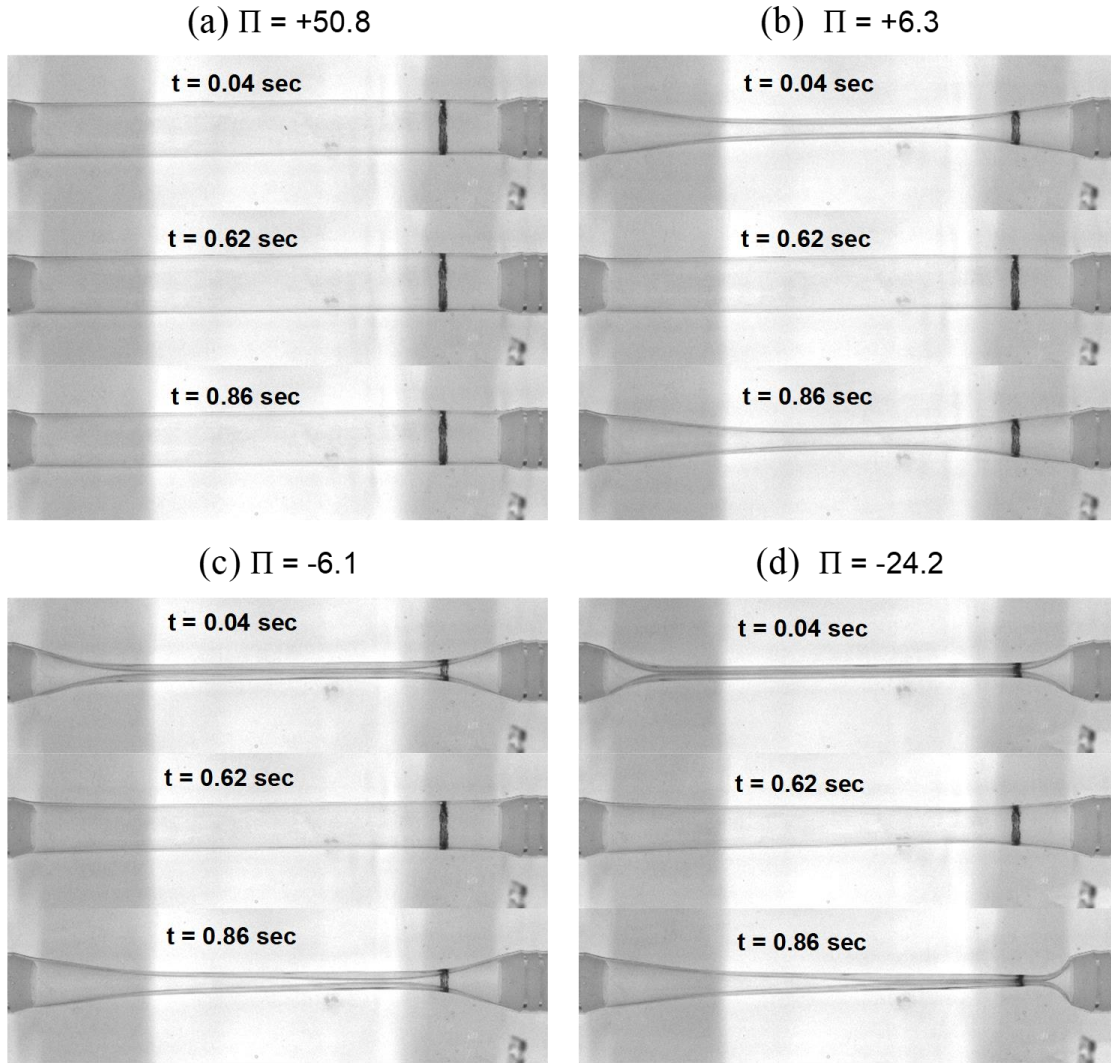 (a) Π = +50.8
t = 0.04 sec
t = 0.62 sec
t = 0.86 sec
(b) Π = +6.3
t = 0.04 sec
t = 0.62 sec
t = 0.86 sec
(c) Π = -6.1
t = 0.04 sec
t = 0.62 sec
t = 0.86 sec
(d) Π = -24.2
t = 0.04 sec
t = 0.62 sec
t = 0.86 sec